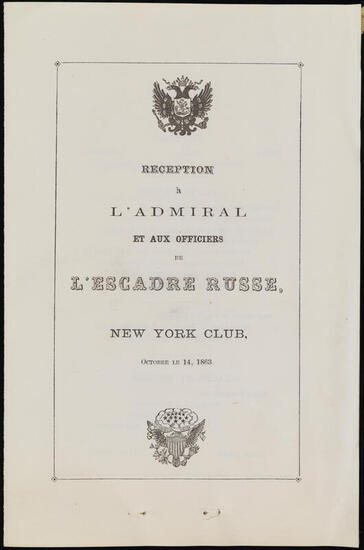 RECEPTION
à
L'ADMIRAL
ET AUX OFFICIERS
DE
L'ESCADRE RUSSE,
NEW YORK CLUB,
OCTOBRE LE 14, 1863.